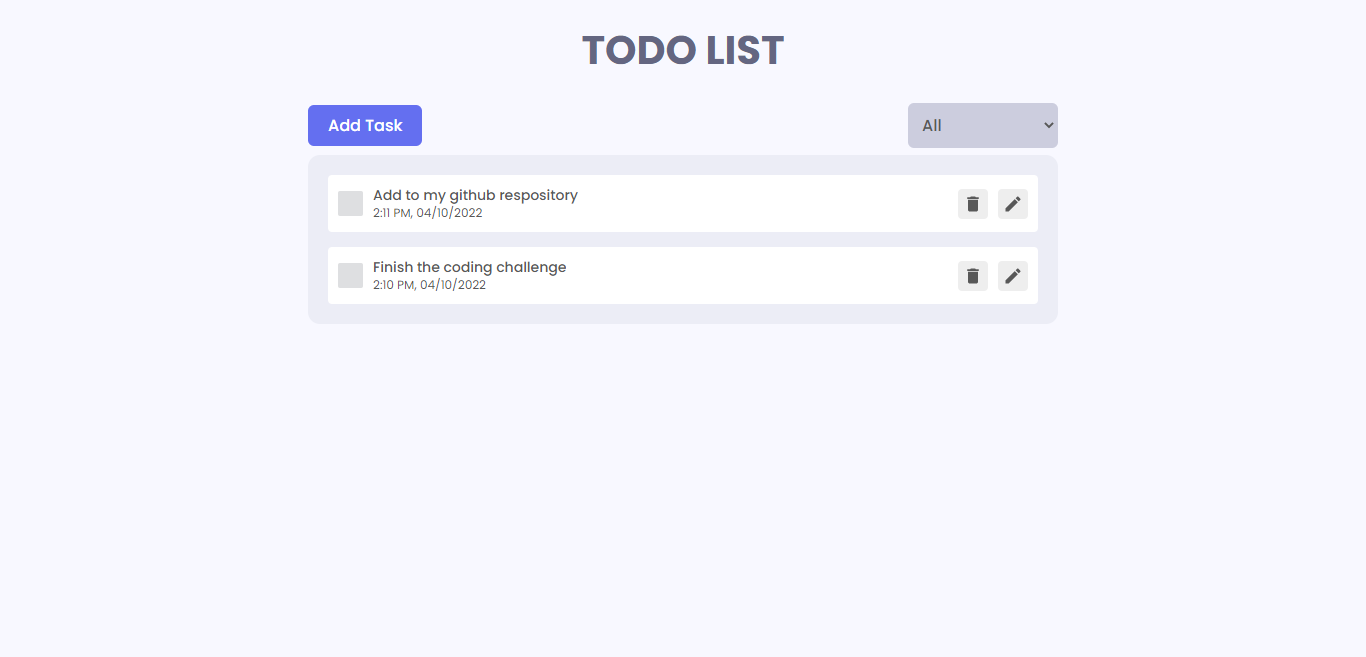 TODO LIST
Add Task
All
Add to my github respository
2:11 PM, 04/10/2022
Finish the coding challenge
2:10 PM, 04/10/2022